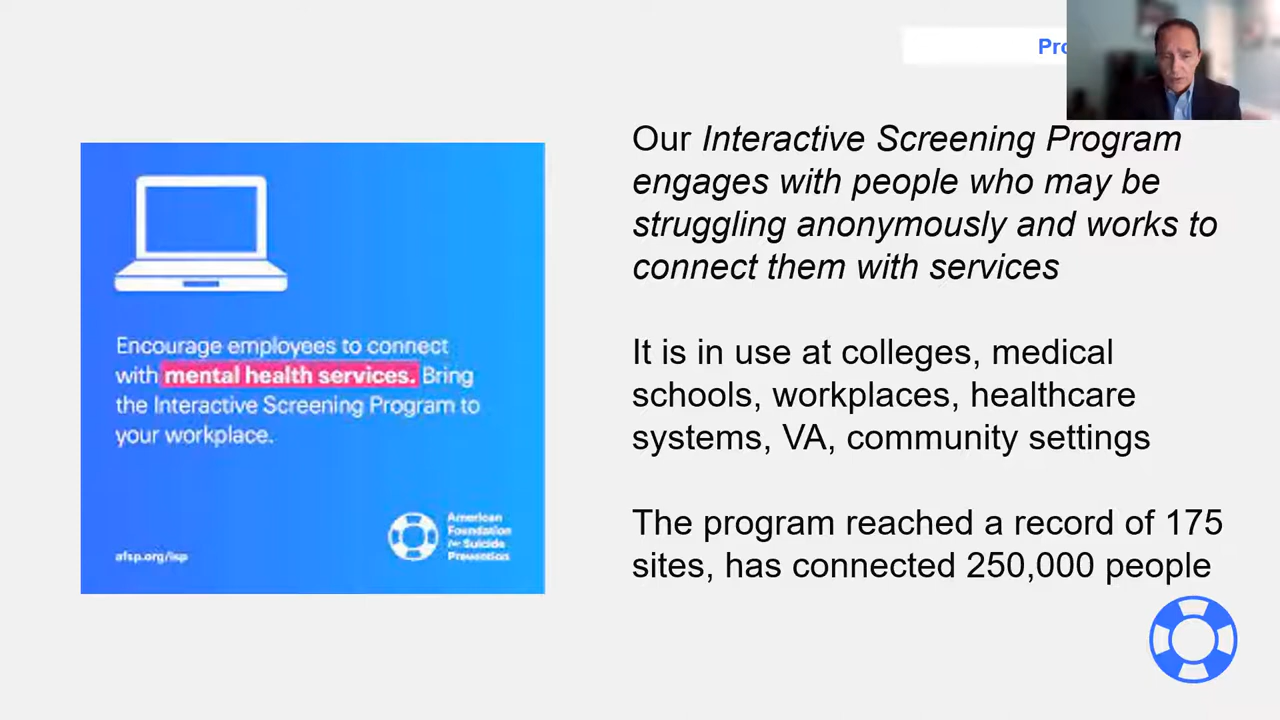 Our Interactive Screening Program
engages with people who may be
struggling anonymously and works to
connect them with services
It is in use at colleges, medical
schools, workplaces, healthcare
systems, VA, community settings
The program reached a record of 175
sites, has connected 250,000 people
Encourage employees to connect
with mental health services. Bring
the Interactive Screening Program to
your workplace.
afsp.org/isp
American
Foundation
for Suicide
Prevention